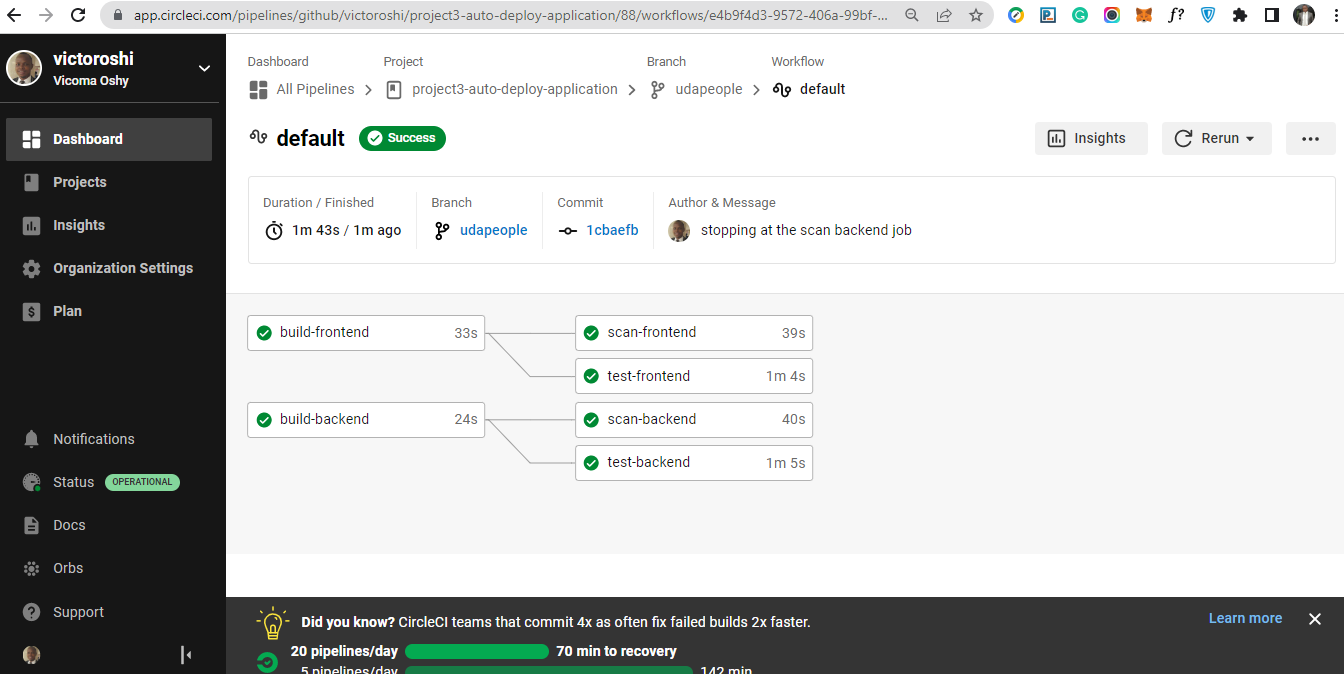 app.circleci.com/pipelines/github/victoroshi/project3-auto-deploy-application/88/workflows/e4b9f4d3-9572-406a-99bf-...
f?
victoroshi
Vicoma Oshy
Dashboard
Projects
Insights
Organization Settings
Plan
Notifications
Status OPERATIONAL
Docs
Orbs
Support
Dashboard Project Branch Workflow
All Pipelines project3-auto-deploy-application udapeople default
default Success Insights Rerun
Duration / Finished Branch Commit Author & Message
1m 43s / 1m ago udapeople 1cbaefb stopping at the scan backend job
build-frontend 33s scan-frontend 39s
test-frontend 1m 4s
build-backend 24s scan-backend 40s
test-backend 1m 5s
Did you know? CircleCI teams that commit 4x as often fix failed builds 2x faster. Learn more
20 pipelines/day 70 min to recovery
5 pipelines/day 142 min